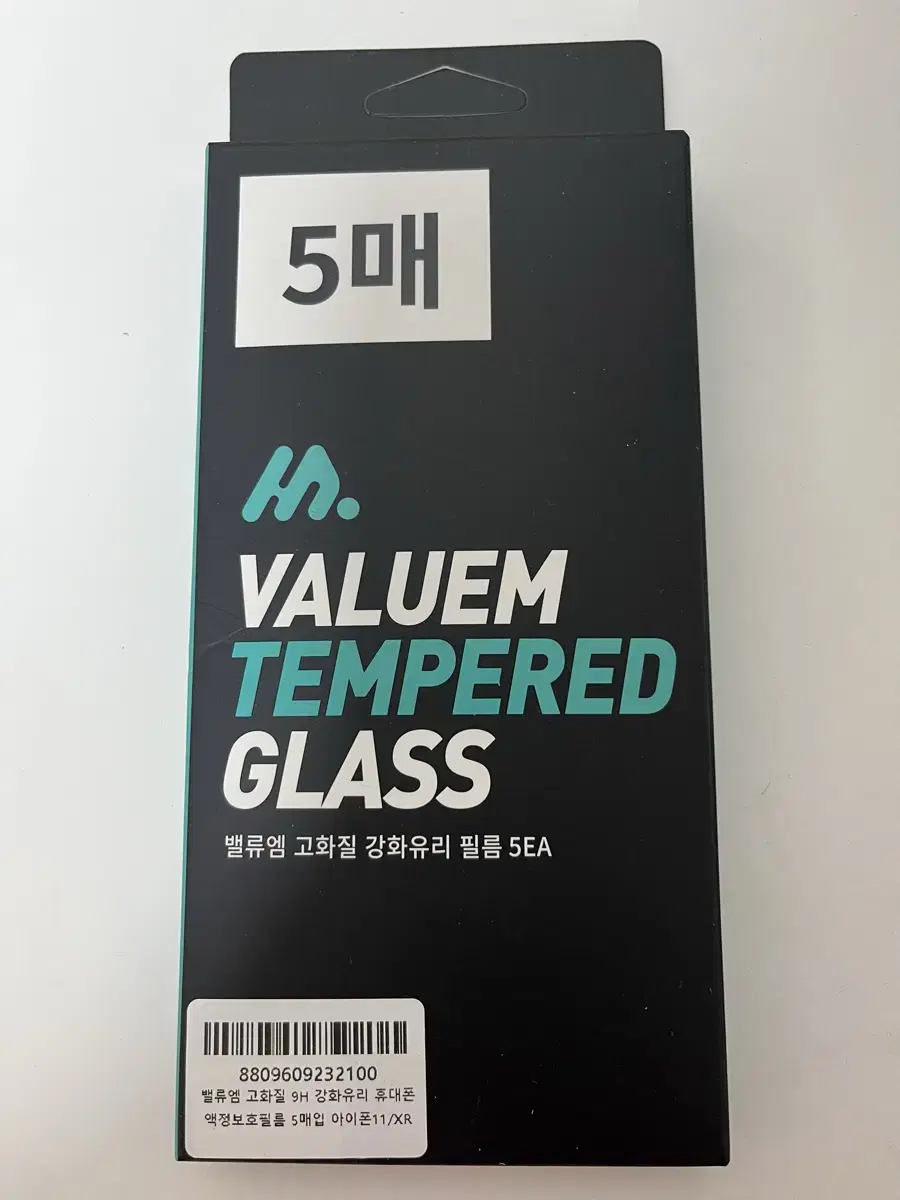 5매
VALUEM
TEMPERED
GLASS
밸류엠 고화질 강화유리 필름 5EA
8809609232100
밸류엠 고화질 9H 강화유리 휴대폰
액정보호필름 5매입 아이폰11/XR